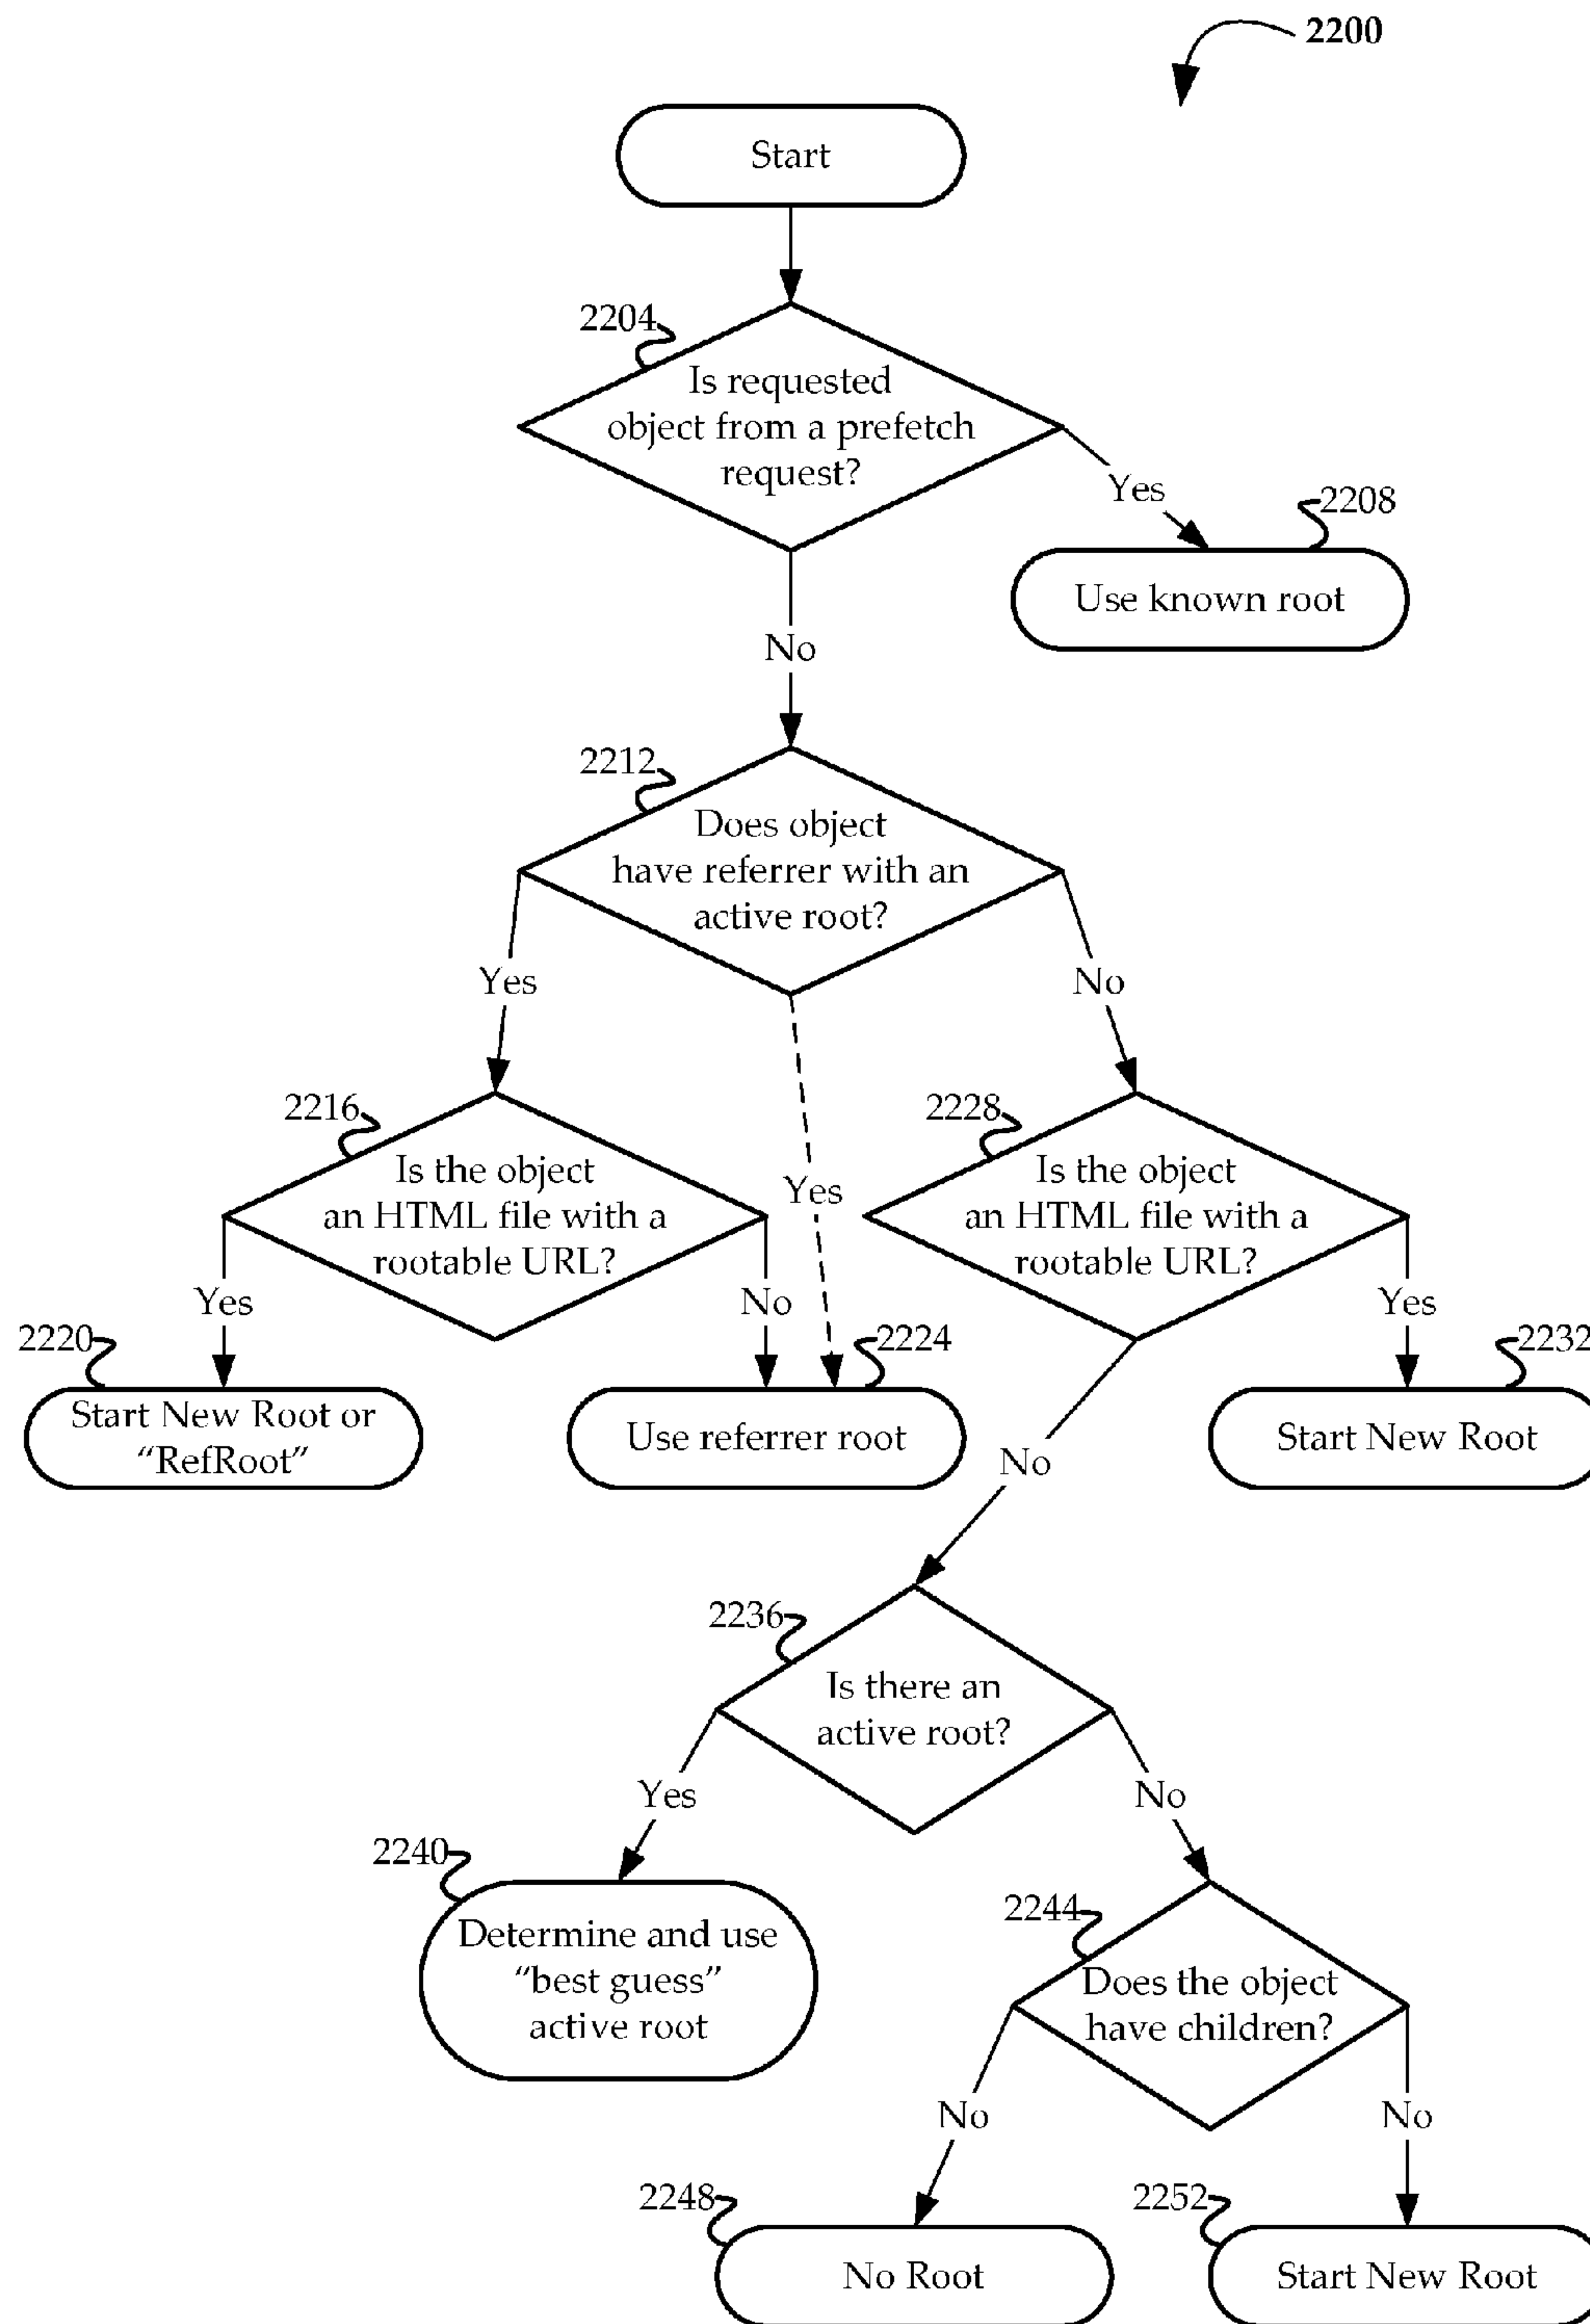 2200
Start
2204
Is requested
object from a prefetch
request?
Yes
2208
Use known root
No
2212
Does object
have referrer with an
active root?
Yes
No
2216
Is the object
an HTML file with a
rootable URL?
Yes
2228
Is the object
an HTML file with a
rootable URL?
Yes
No
Yes
2220
Start New Root or
“RefRoot”
2224
Use referrer root
2232
Start New Root
No
2236
Is there an
active root?
Yes
No
2240
Determine and use
“best guess”
active root
2244
Does the object
have children?
No
No
2248
No Root
2252
Start New Root